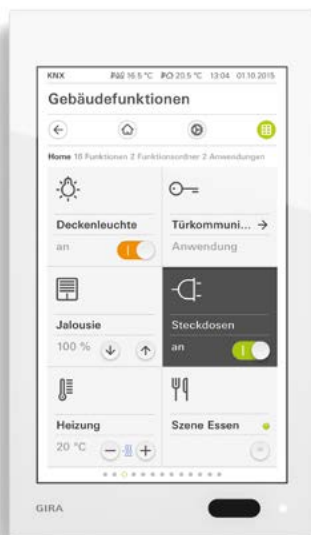 KNX 16.5 °C 20.5 °C 13:04 01.10.2015
Gebäudefunktionen
Home 18 Funktionen 2 Funktionsordner 2 Anwendungen
Deckenleuchte
an
Türkommuni... →
Anwendung
Jalousie
100 %
Steckdosen
an
Heizung
20 °C
Szene Essen
GIRA